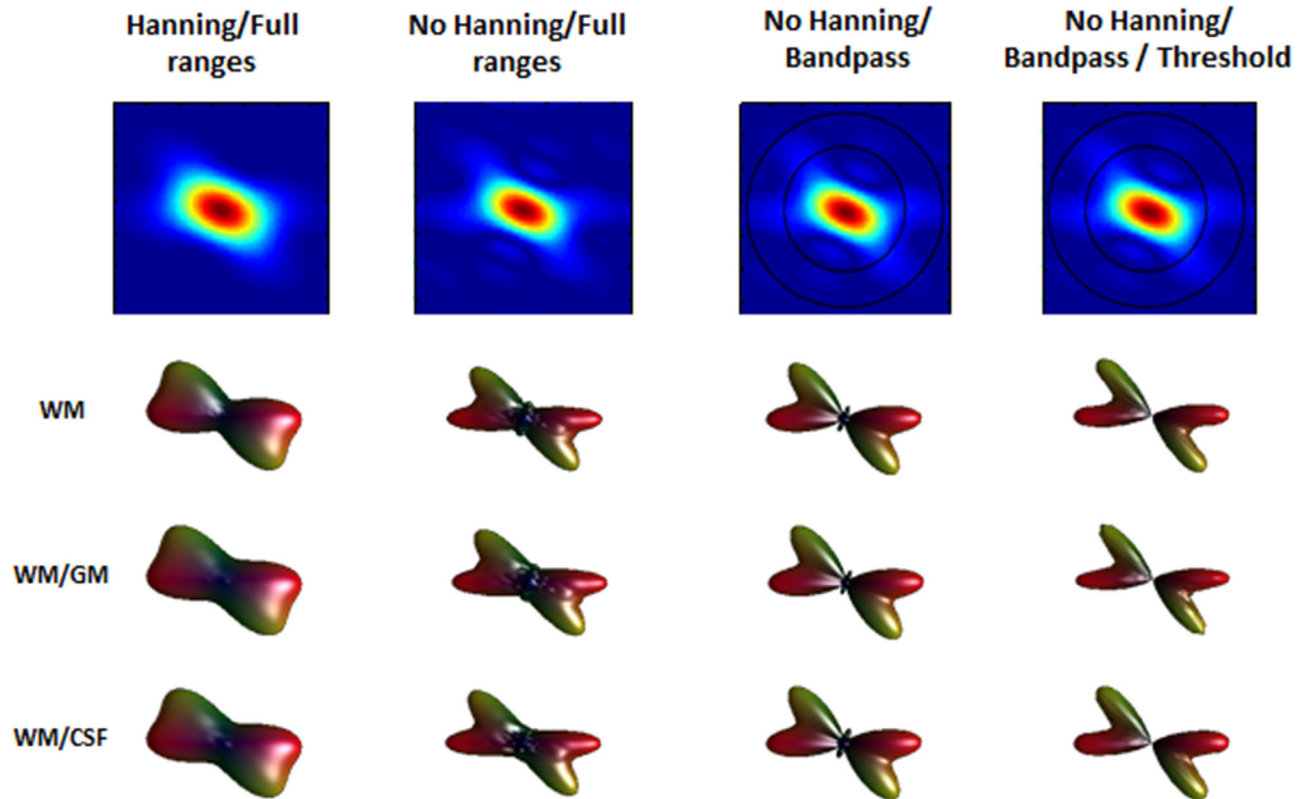 Hanning/Full
ranges
No Hanning/Full
ranges
No Hanning/
Bandpass
No Hanning/
Bandpass / Threshold
WM
WM/GM
WM/CSF